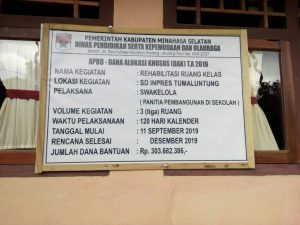 PEMERINTAH KABUPATEN MINAHASA SELATAN
DINAS PENDIDIKAN SERTA KEPEMUDAAN DAN OLAHRAGA
APBD - DANA ALOKASI KHUSUS (DAK) T.A 2019
NAMA KEGIATAN : REHABILITASI RUANG KELAS
LOKASI KEGIATAN : SD INPRES TUMALUNTUNG
PELAKSANA : SWAKELOLA
( PANITIA PEMBANGUNAN DI SEKOLAH )
VOLUME KEGIATAN : 3 (tiga) RUANG
WAKTU PELAKSANAAN : 120 HARI KALENDER
TANGGAL MULAI : 11 SEPTEMBER 2019
RENCANA SELESAI : DESEMBER 2019
JUMLAH DANA BANTUAN : Rp. 303.682.386,-